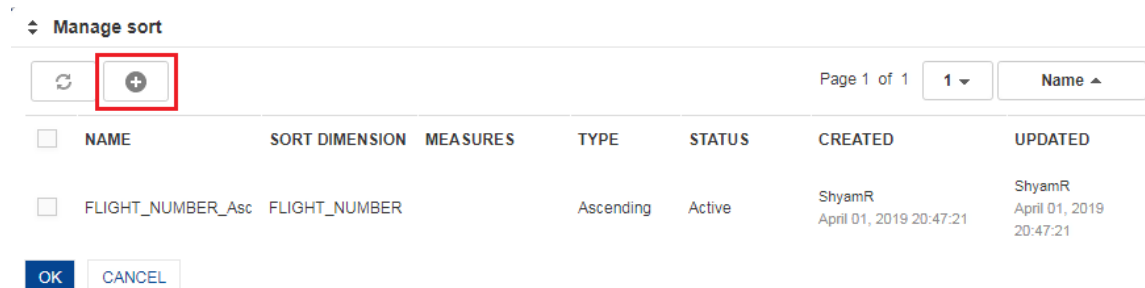 Manage sort
Page 1 of 1 1 Name
NAME SORT DIMENSION MEASURES TYPE STATUS CREATED UPDATED
FLIGHT_NUMBER_Asc FLIGHT_NUMBER Ascending Active ShyamR April 01, 2019 20:47:21 ShyamR April 01, 2019 20:47:21
OK CANCEL